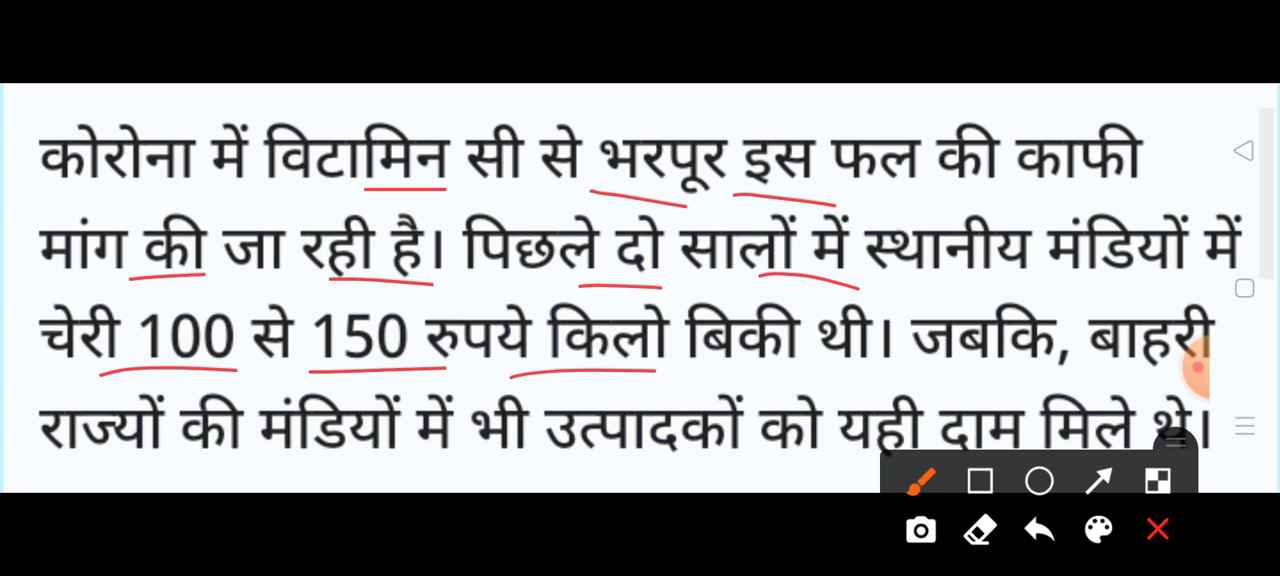 कोरोना में विटामिन सी से भरपूर इस फल की काफी
मांग की जा रही है। पिछले दो सालों में स्थानीय मंडियों में
चेरी 100 से 150 रुपये किलो बिकी थी। जबकि, बाहरी
राज्यों की मंडियों में भी उत्पादकों को यही दाम मिले थे।